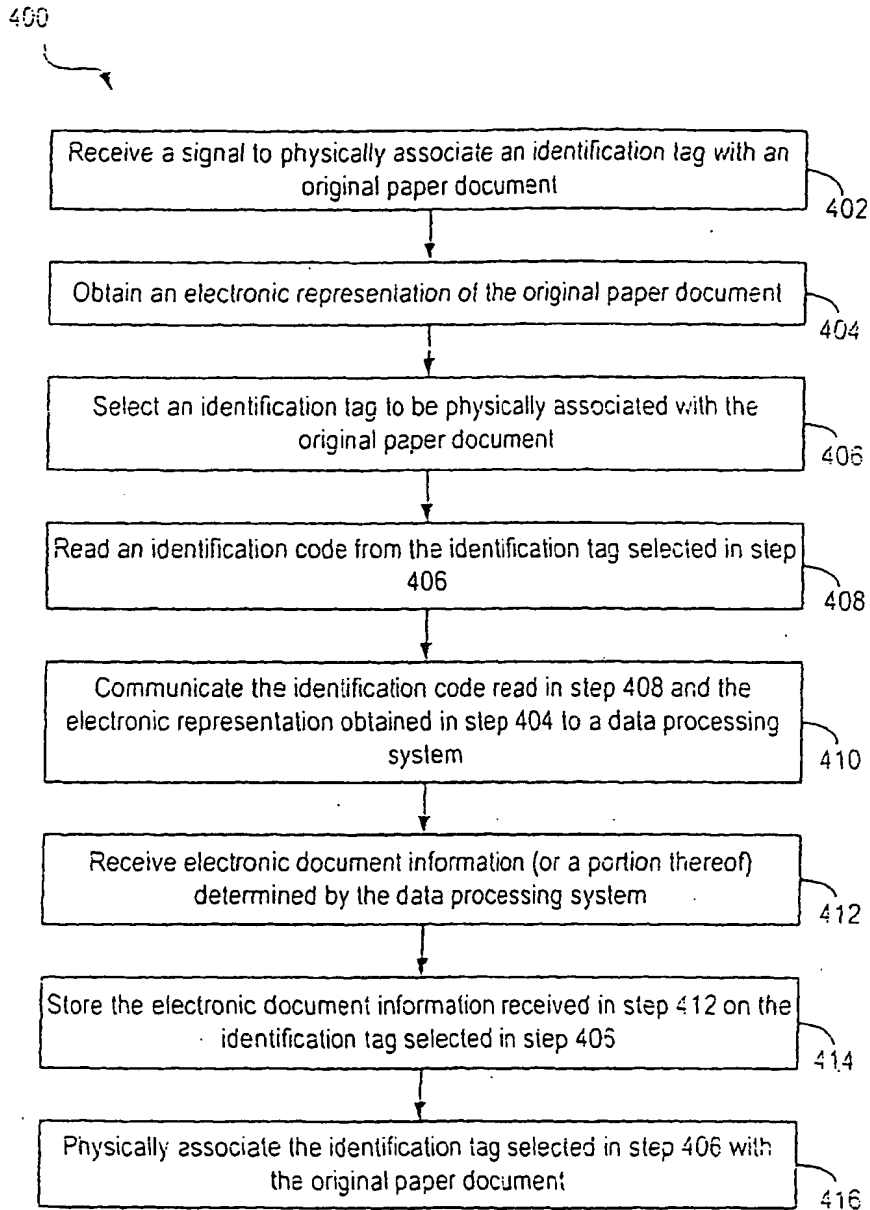 400
Receive a signal to physically associate an identification tag with an
original paper document
402
Obtain an electronic representation of the original paper document
404
Select an identification tag to be physically associated with the
original paper document
406
Read an identification code from the identification tag selected in step
406
408
Communicate the identification code read in step 408 and the
electronic representation obtained in step 404 to a data processing
system
410
Receive electronic document information (or a portion thereof)
determined by the data processing system
412
Store the electronic document information received in step 412 on the
identification tag selected in step 406
414
Physically associate the identification tag selected in step 406 with
the original paper document
416